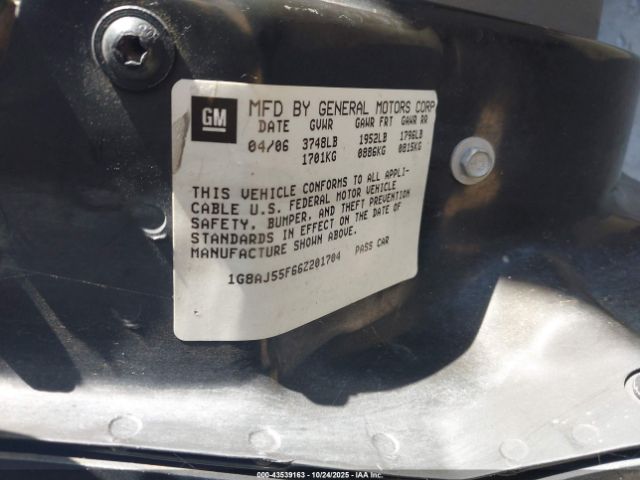 GM
MFD BY GENERAL MOTORS CORP
DATE GVWR GAWR FRT GAWR RR
04/06 3748LB 1952LB 1796LB
1701KG 0886KG 0815KG
THIS VEHICLE CONFORMS TO ALL APPLI-
CABLE U.S. FEDERAL MOTOR VEHICLE
SAFETY, BUMPER, AND THEFT PREVENTION
STANDARDS IN EFFECT ON THE DATE OF
MANUFACTURE SHOWN ABOVE.
1G8AJ55F66Z201704 PASS CAR
000-43539163 - 10/24/2025 - IAAI.COM